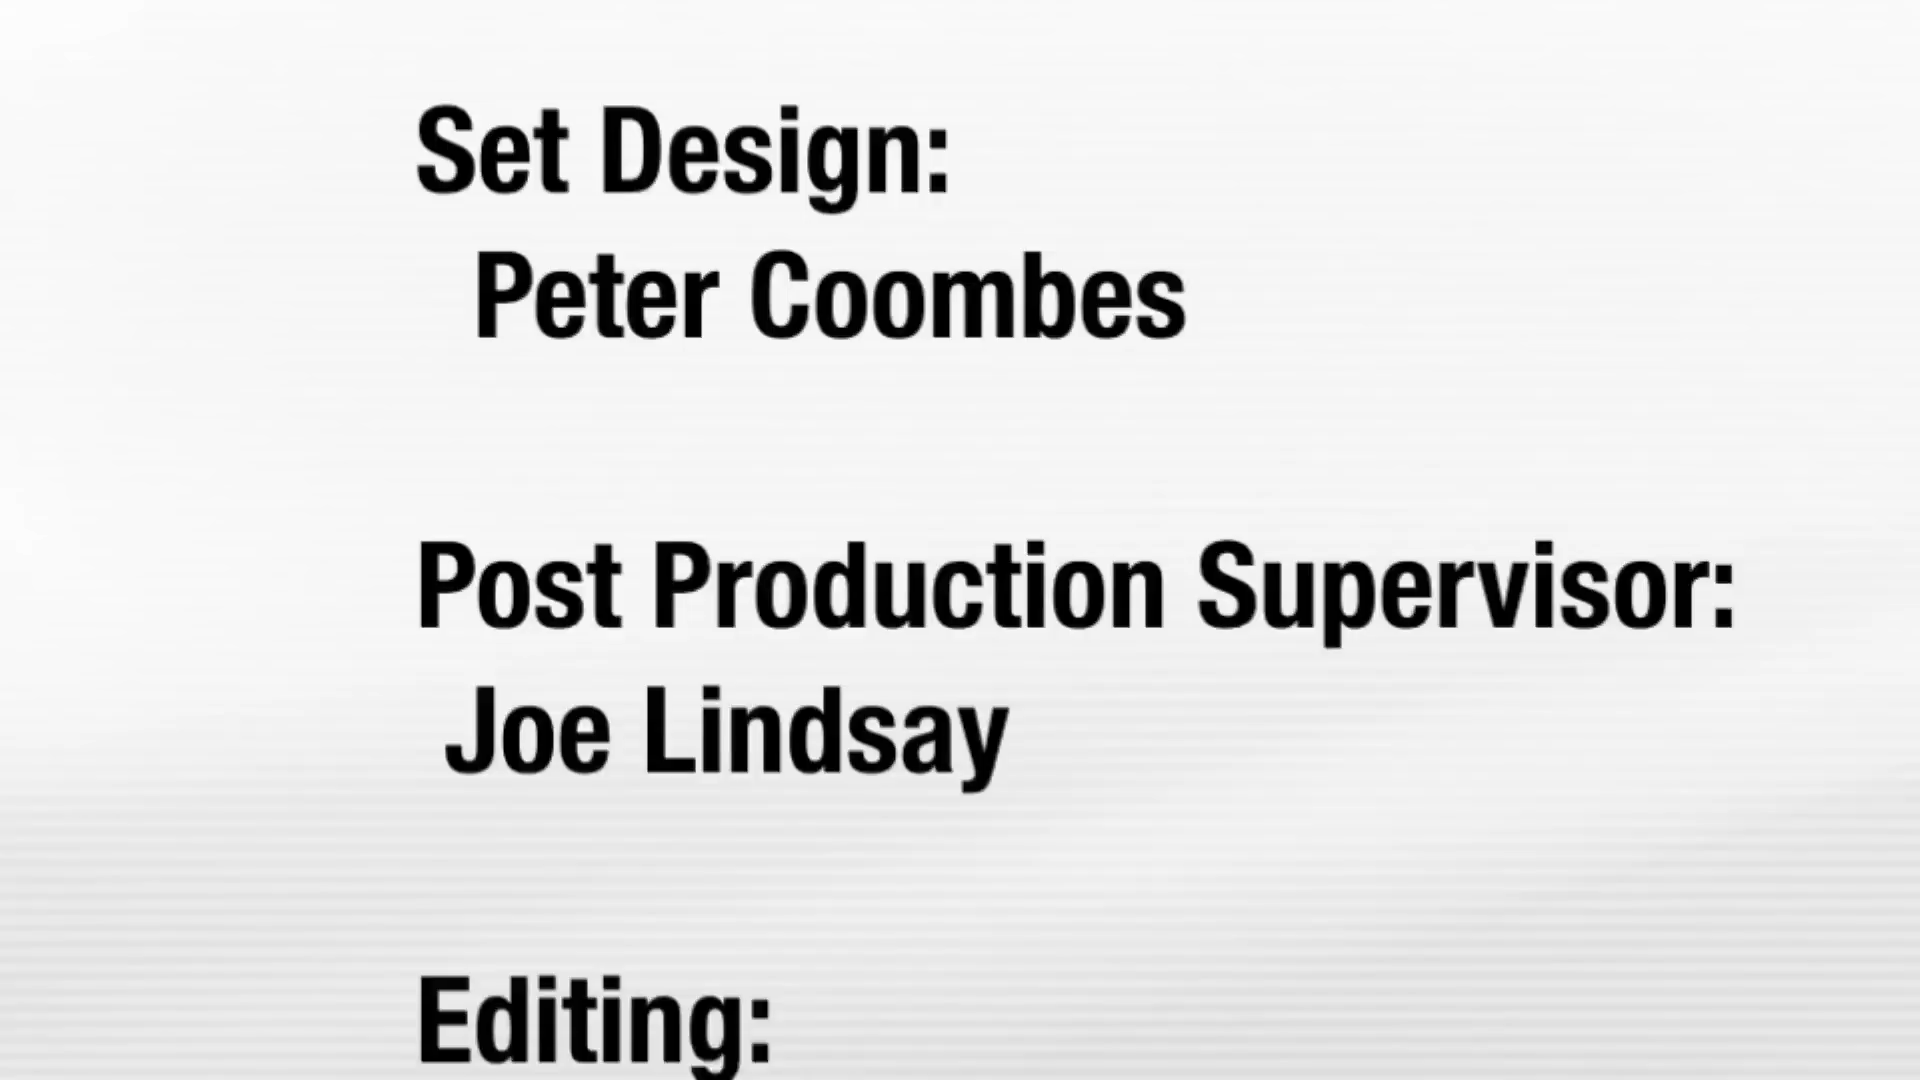 Set Design:
Peter Coombes
Post Production Supervisor:
Joe Lindsay
Editing: